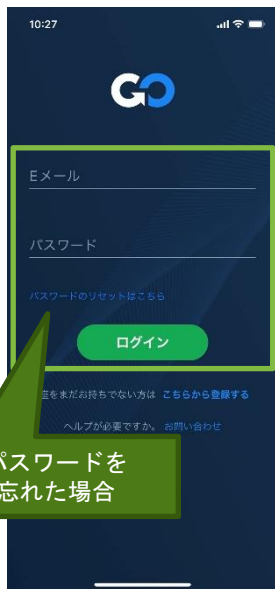 10:27
GO
Eメール
パスワード
パスワードのリセットはこちら
ログイン
をまだお持ちでない方は こちらから登録する
ヘルプが必要ですか。 お問い合わせ
パスワードを
忘れた場合